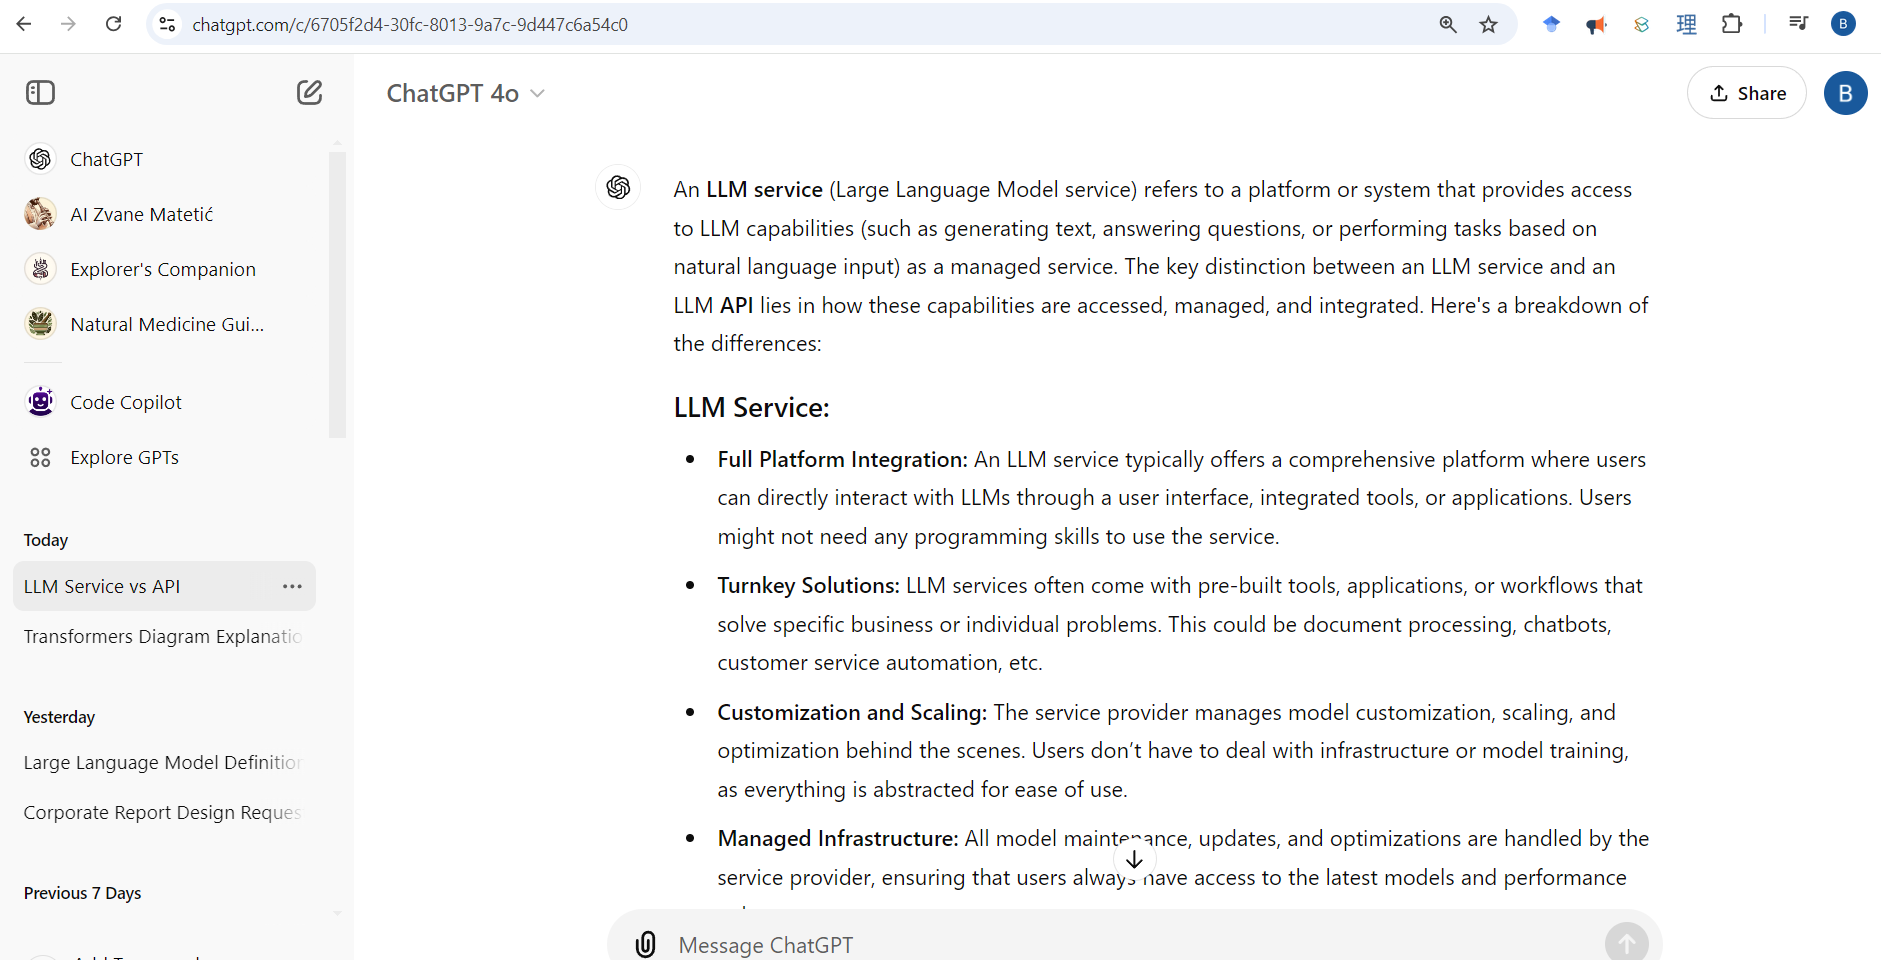 chatgpt.com/c/6705f2d4-30fc-8013-9a7c-9d447c6a54c0
理
B
ChatGPT 4o
Share
B
ChatGPT
AI Zvane Matetić
Explorer's Companion
Natural Medicine Gui...
Code Copilot
Explore GPTs
Today
LLM Service vs API
Transformers Diagram Explanatio
Yesterday
Large Language Model Definition
Corporate Report Design Reques
Previous 7 Days
An LLM service (Large Language Model service) refers to a platform or system that provides access
to LLM capabilities (such as generating text, answering questions, or performing tasks based on
natural language input) as a managed service. The key distinction between an LLM service and an
LLM API lies in how these capabilities are accessed, managed, and integrated. Here's a breakdown of
the differences:
LLM Service:
• Full Platform Integration: An LLM service typically offers a comprehensive platform where users
can directly interact with LLMs through a user interface, integrated tools, or applications. Users
might not need any programming skills to use the service.
• Turnkey Solutions: LLM services often come with pre-built tools, applications, or workflows that
solve specific business or individual problems. This could be document processing, chatbots,
customer service automation, etc.
• Customization and Scaling: The service provider manages model customization, scaling, and
optimization behind the scenes. Users don’t have to deal with infrastructure or model training,
as everything is abstracted for ease of use.
• Managed Infrastructure: All model maintenance, updates, and optimizations are handled by the
service provider, ensuring that users always have access to the latest models and performance
Message ChatGPT